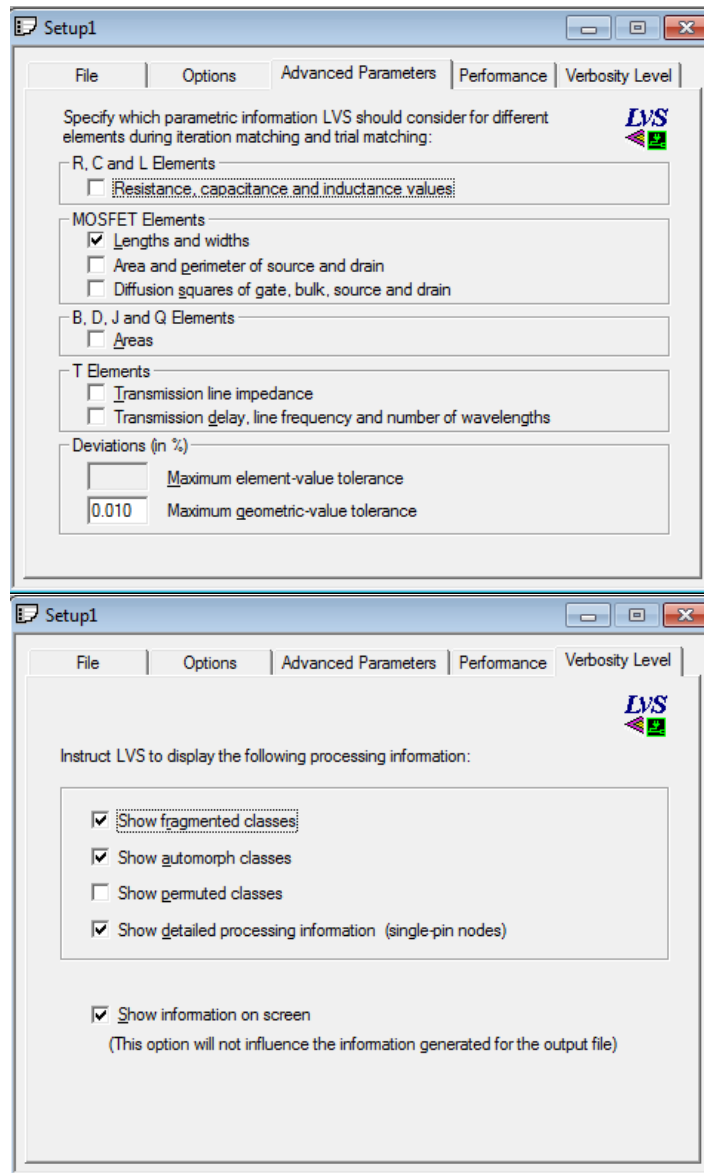 Setup1
File Options Advanced Parameters Performance Verbosity Level
Specify which parametric information LVS should consider for different
elements during iteration matching and trial matching:
LVS
R, C and L Elements
Resistance, capacitance and inductance values
MOSFET Elements
Lengths and widths
Area and perimeter of source and drain
Diffusion squares of gate, bulk, source and drain
B, D, J and Q Elements
Areas
T Elements
Transmission line impedance
Transmission delay, line frequency and number of wavelengths
Deviations (in %)
Maximum element-value tolerance
0.010 Maximum geometric-value tolerance
Setup1
File Options Advanced Parameters Performance Verbosity Level
LVS
Instruct LVS to display the following processing information:
Show fragmented classes
Show automorph classes
Show permuted classes
Show detailed processing information (single-pin nodes)
Show information on screen
(This option will not influence the information generated for the output file)